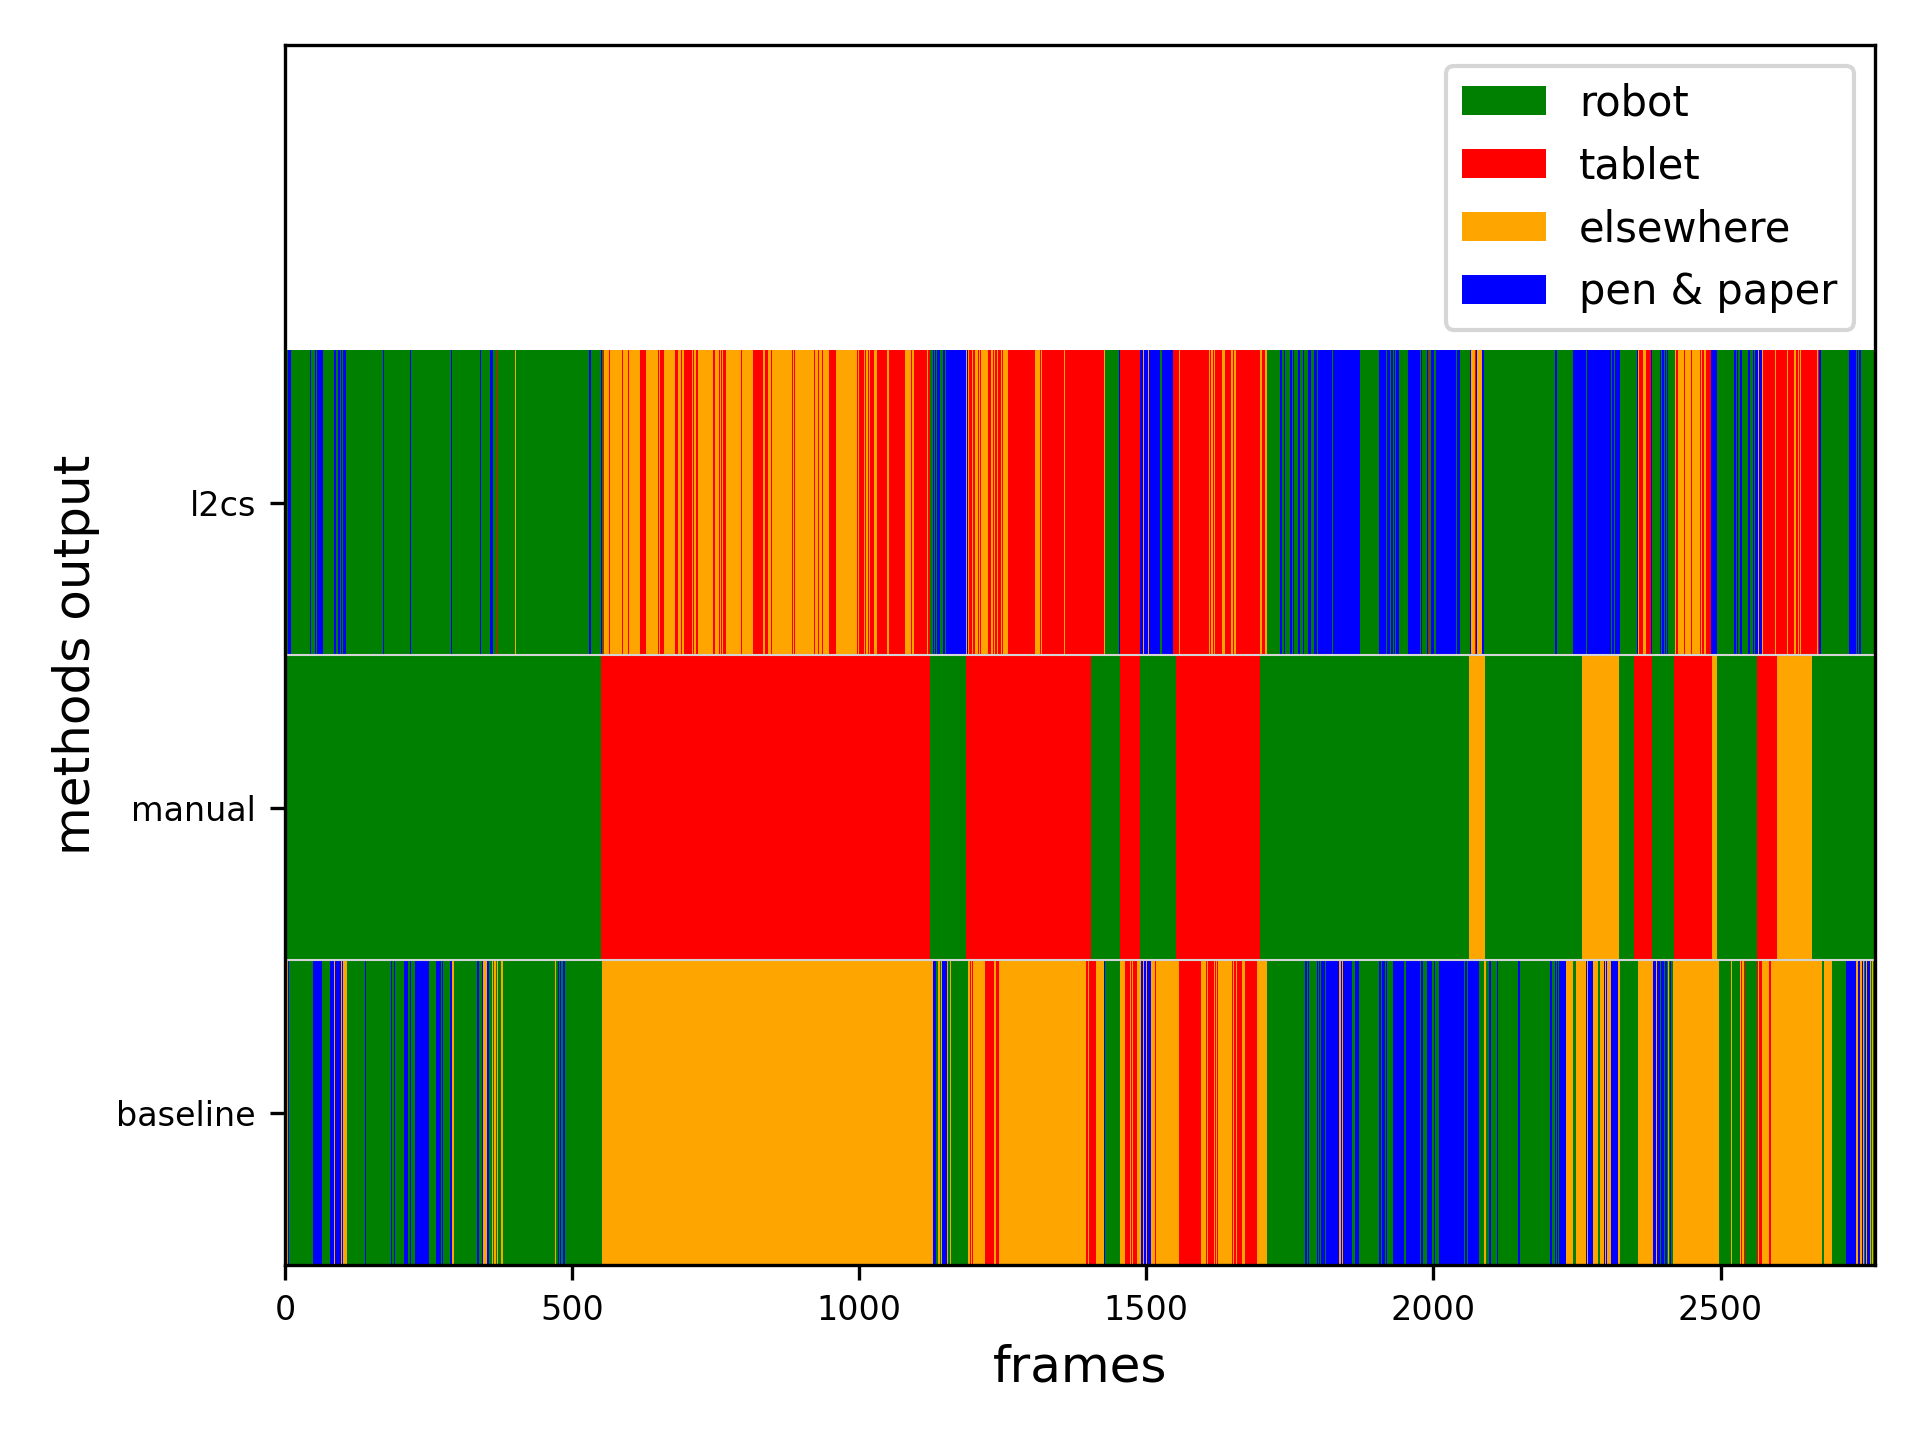 robot
tablet
elsewhere
pen & paper
methods output
l2cs
manual
baseline
0 500 1000 1500 2000 2500
frames